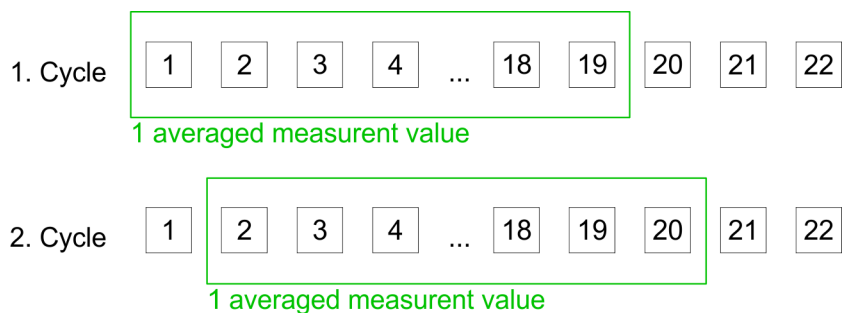 1. Cycle 1 2 3 4 ... 18 19 20 21 22
1 averaged measurent value
2. Cycle 1 2 3 4 ... 18 19 20 21 22
1 averaged measurent value